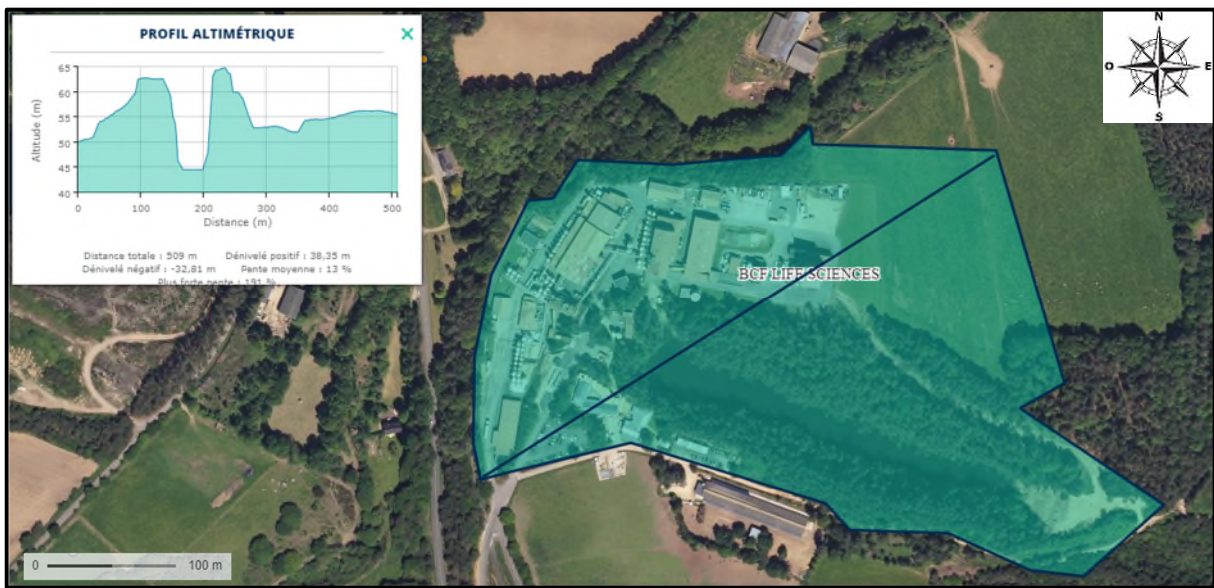 PROFIL ALTIMÉTRIQUE
×
Altitude (m)
65
60
55
50
45
40
0 100 200 300 400 500
Distance (m)
Distance totale : 509 m Dénivelé positif : 38,35 m
Dénivelé négatif : -32,81 m Pente moyenne : 13 %
Plus forte pente : 191 %
N
O E
S
BCF LIFE SCIENCES
0 100 m